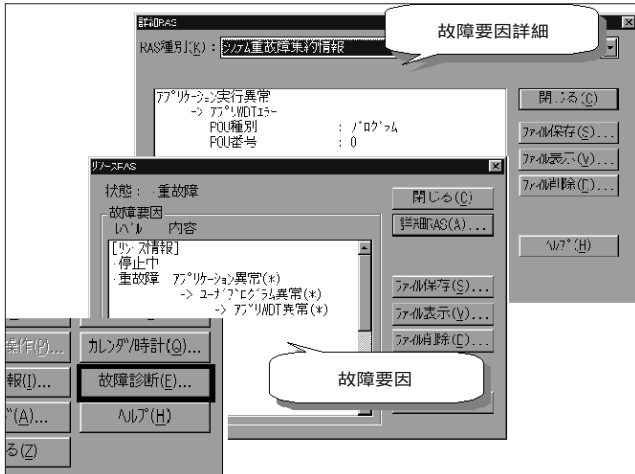 詳細RAS
故障要因詳細
RAS種別(K)：システム重故障集約情報
アプリケーション実行異常
-> アプリWDTエラー
POU種別 : プログラム
POU番号 : 0
閉じる(C)
ファイル保存(S)...
ファイル表示(V)...
ファイル削除(E)...
ヘルプ(H)
リソースRAS
状態： 重故障
故障要因
レベル 内容
[リソース情報]
停止中
重故障 アプリケーション異常(*)
-> ユーザプログラム異常(*)
-> アプリWDT異常(*)
閉じる(C)
詳細RAS(A)...
ファイル保存(S)...
ファイル表示(V)...
ファイル削除(E)...
故障要因
操作(P)...
カレンダ/時計(Q)...
報(I)...
故障診断(E)...
(A)...
ヘルプ(H)
る(Z)